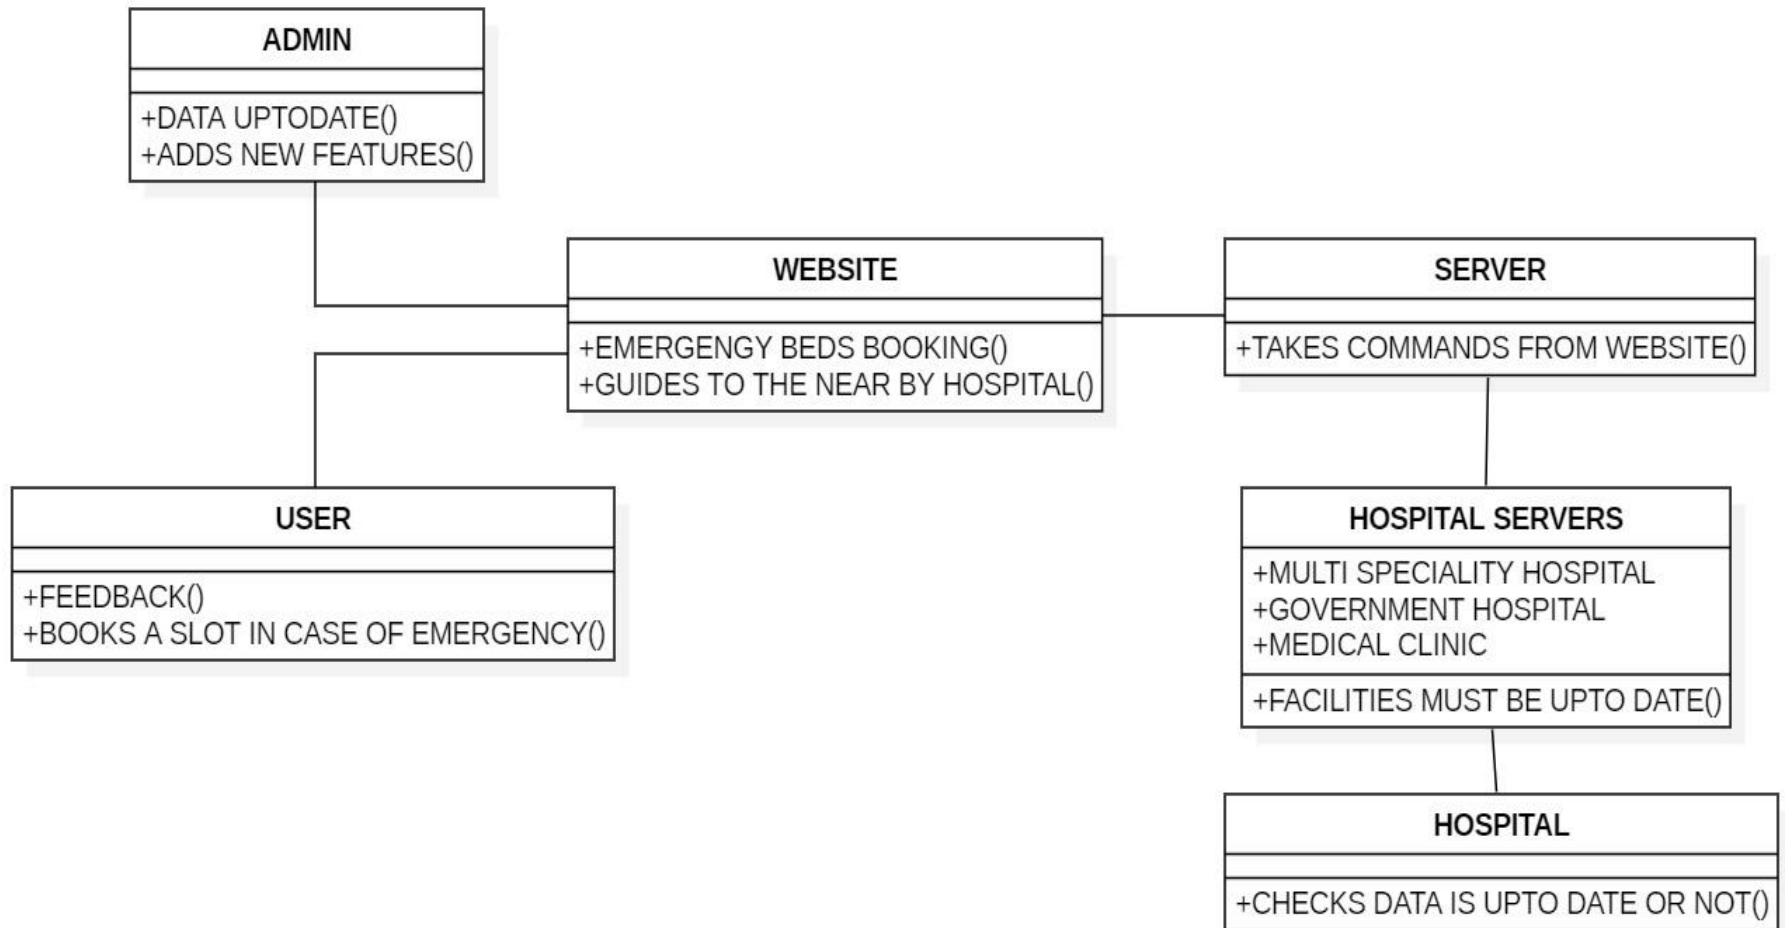 ADMIN
+DATA UPTODATE()
+ADDS NEW FEATURES()
WEBSITE
+EMERGENGY BEDS BOOKING()
+GUIDES TO THE NEAR BY HOSPITAL()
SERVER
+TAKES COMMANDS FROM WEBSITE()
USER
+FEEDBACK()
+BOOKS A SLOT IN CASE OF EMERGENCY()
HOSPITAL SERVERS
+MULTI SPECIALITY HOSPITAL
+GOVERNMENT HOSPITAL
+MEDICAL CLINIC
+FACILITIES MUST BE UPTO DATE()
HOSPITAL
+CHECKS DATA IS UPTO DATE OR NOT()